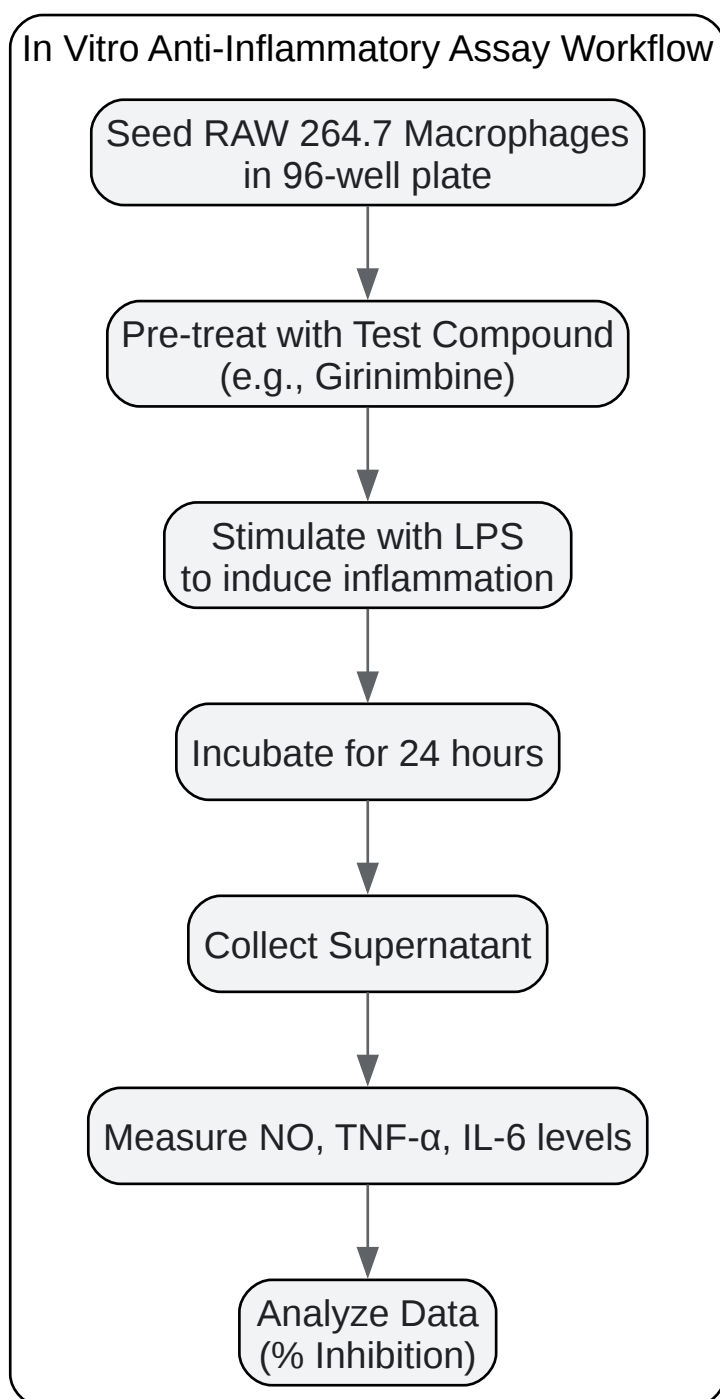 In Vitro Anti-Inflammatory Assay Workflow
Seed RAW 264.7 Macrophages
in 96-well plate
Pre-treat with Test Compound
(e.g., Girinimbine)
Stimulate with LPS
to induce inflammation
Incubate for 24 hours
Collect Supernatant
Measure NO, TNF-α, IL-6 levels
Analyze Data
(% Inhibition)